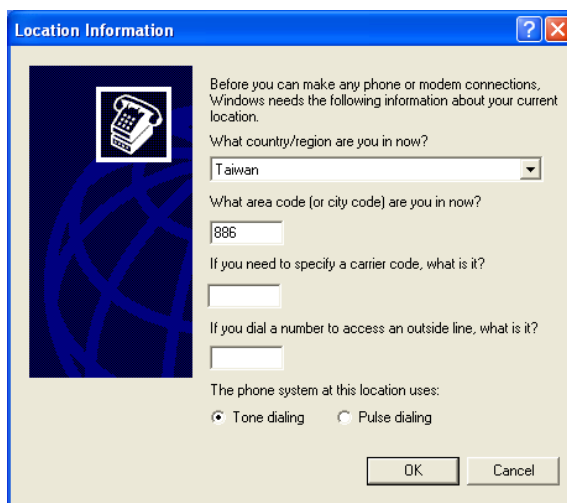 Location Information
Before you can make any phone or modem connections,
Windows needs the following information about your current
location.
What country/region are you in now?
Taiwan
What area code (or city code) are you in now?
886
If you need to specify a carrier code, what is it?
If you dial a number to access an outside line, what is it?
The phone system at this location uses:
Tone dialing Pulse dialing
OK Cancel